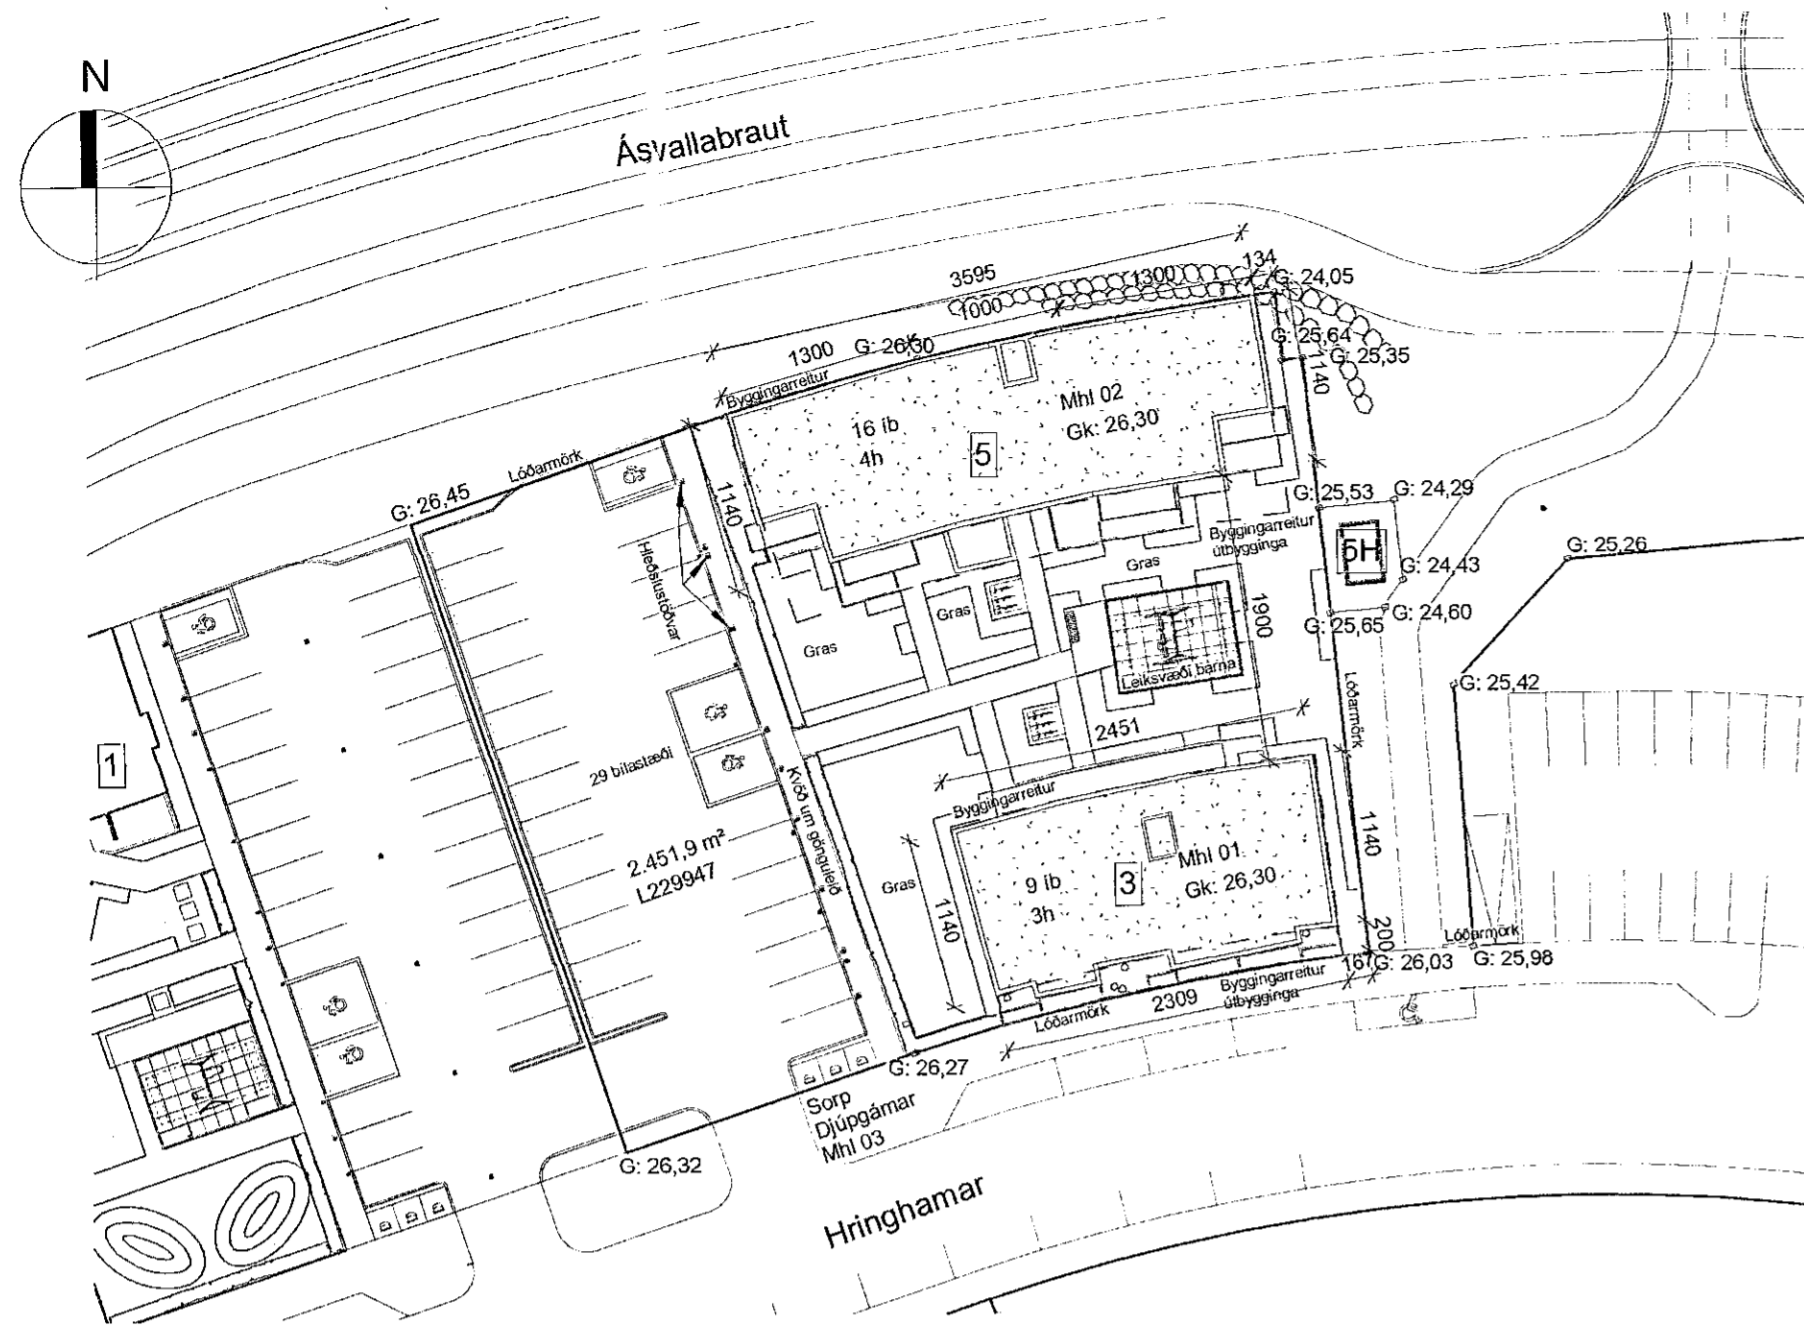 N
Ásvallabraut
3595
134
1300
G: 24,05
1000
1300
G: 26,30
G: 25,64
G: 25,35
Byggingarreitur
1140
Mhl 02
Gk: 26,30
16 íb
4h
5
Lóðarmörk
G: 26,45
1140
G: 25,53
G: 24,29
Byggingarreitur
útbygginga
5H
G: 25,26
G: 24,43
Hleðslustöðvar
Gras
Gras
Gras
1900
G: 25,65
G: 24,60
Leiksvæði barna
Lóðarmörk
G: 25,42
2451
1
29 bílastæði
Kvöð um gönguleið
Byggingarreitur
2.451,9 m²
L229947
1140
Gras
9 íb
3h
3
Mhl 01
Gk: 26,30
1140
200
Lóðarmörk
167
G: 26,03
G: 25,98
Byggingarreitur
útbygginga
2309
Lóðarmörk
G: 26,27
Sorp
Djúpgámar
Mhl 03
G: 26,32
Hringhamar